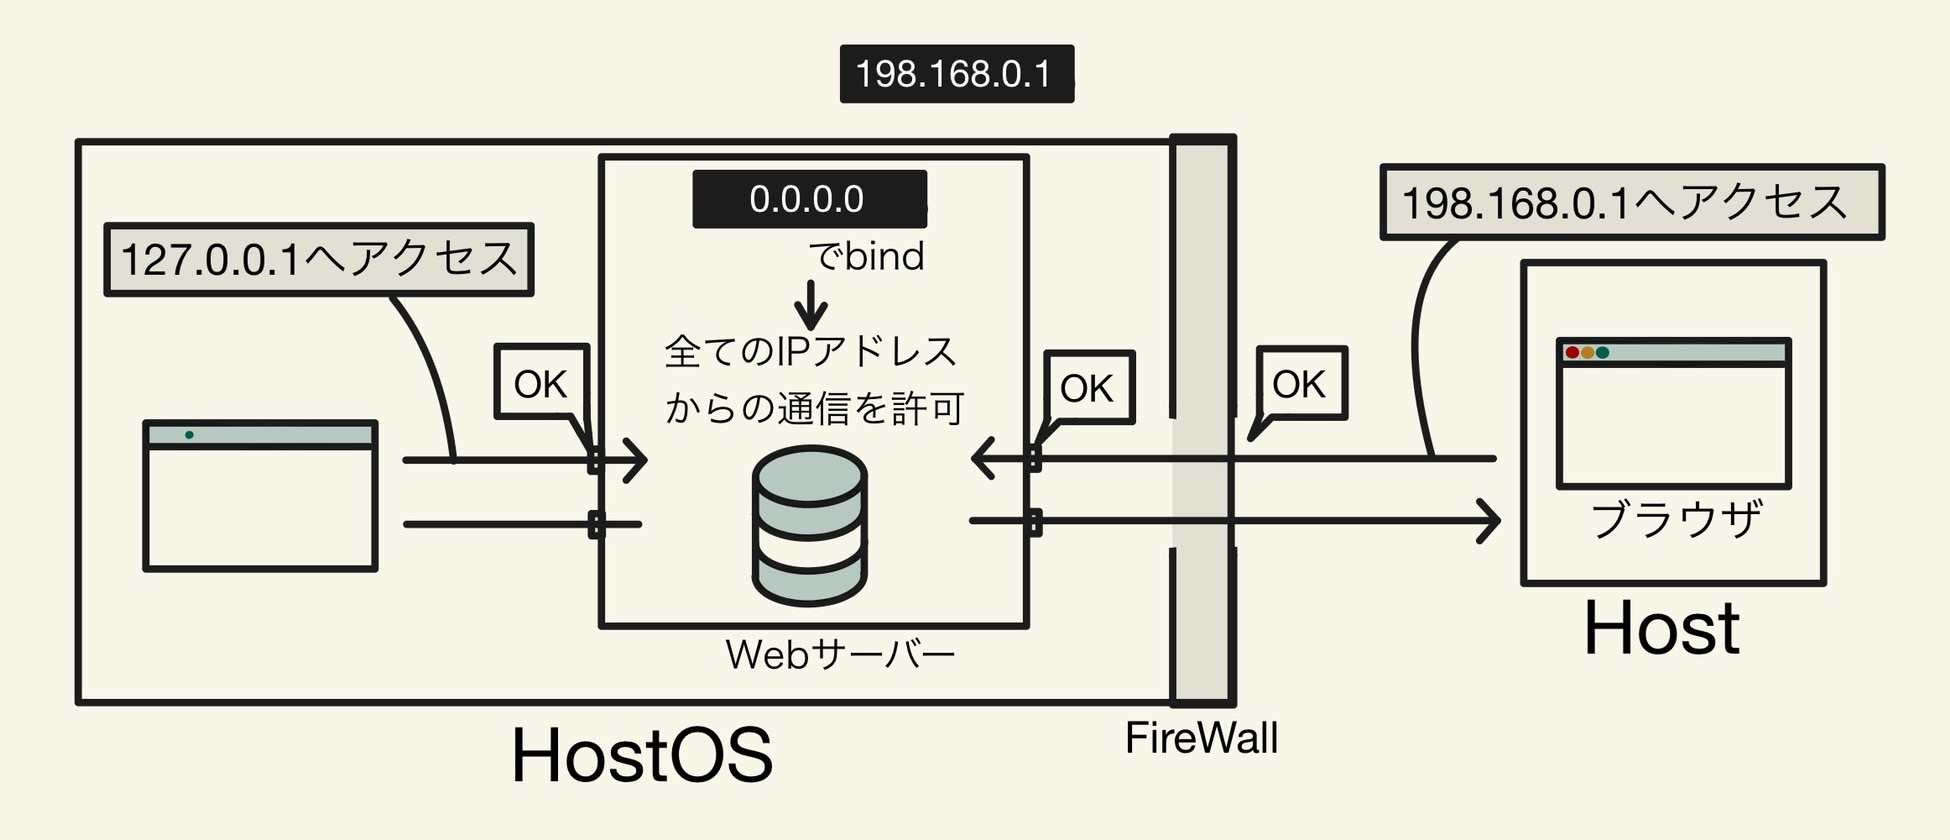 198.168.0.1
0.0.0.0
でbind
全てのIPアドレス
からの通信を許可
127.0.0.1へアクセス
OK
OK
OK
198.168.0.1へアクセス
ブラウザ
Host
Webサーバー
HostOS
FireWall